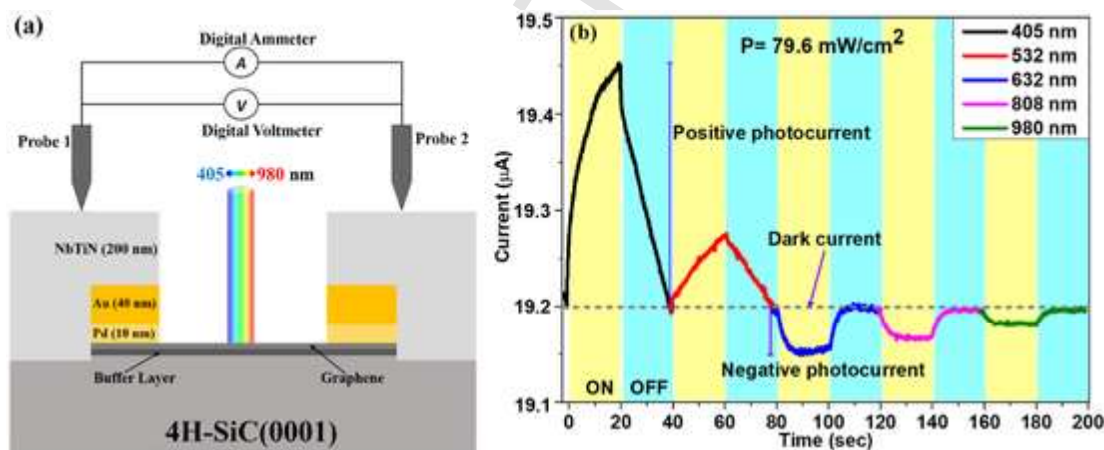 (a)
Digital Ammeter
A
V
Digital Voltmeter
Probe 1
Probe 2
405 980 nm
NbTiN (200 nm)
Au (40 nm)
Pd (10 nm)
Buffer Layer
Graphene
4H-SiC(0001)
(b)
P= 79.6 mW/cm²
405 nm
532 nm
632 nm
808 nm
980 nm
Positive photocurrent
Dark current
Negative photocurrent
ON OFF
Current (μA)
19.5
19.4
19.3
19.2
19.1
0 20 40 60 80 100 120 140 160 180 200
Time (sec)